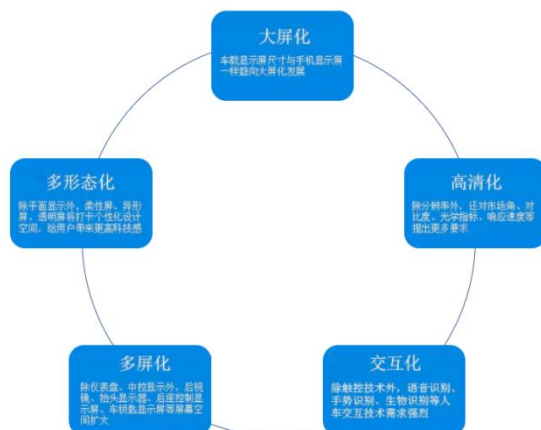 大屏化
车载显示屏尺寸与手机显示屏
一样趋向大屏化发展
高清化
除分辨率外，还对市场角、对
比度、光学指标、响应速度等
提出更多要求
交互化
除触控技术外，语音识别、
手势识别、生物识别等人
车交互技术需求强烈
多屏化
除仪表盘、中控显示外，后视
镜、抬头显示器、后座控制显
示屏、车钥匙显示屏等屏幕空
间扩大
多形态化
除平面显示外，柔性屏、异形
屏、透明屏将打卡个性化设计
空间，给用户带来更高科技感